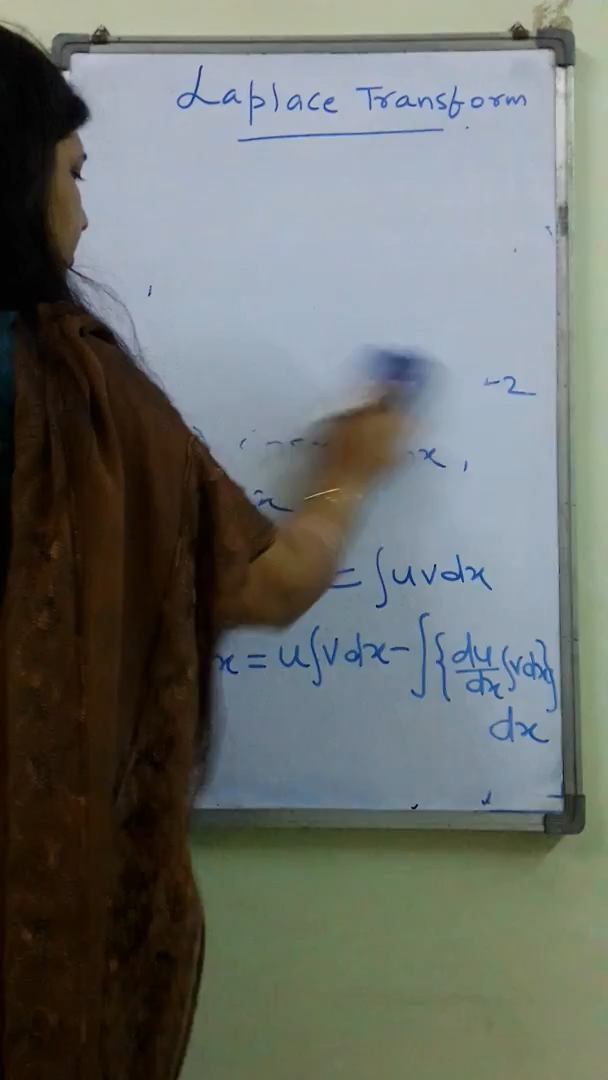 Laplace Transform
-2
x,
x
= ∫uvdx
x = u∫vdx - ∫{du/dx ∫vdx}
dx